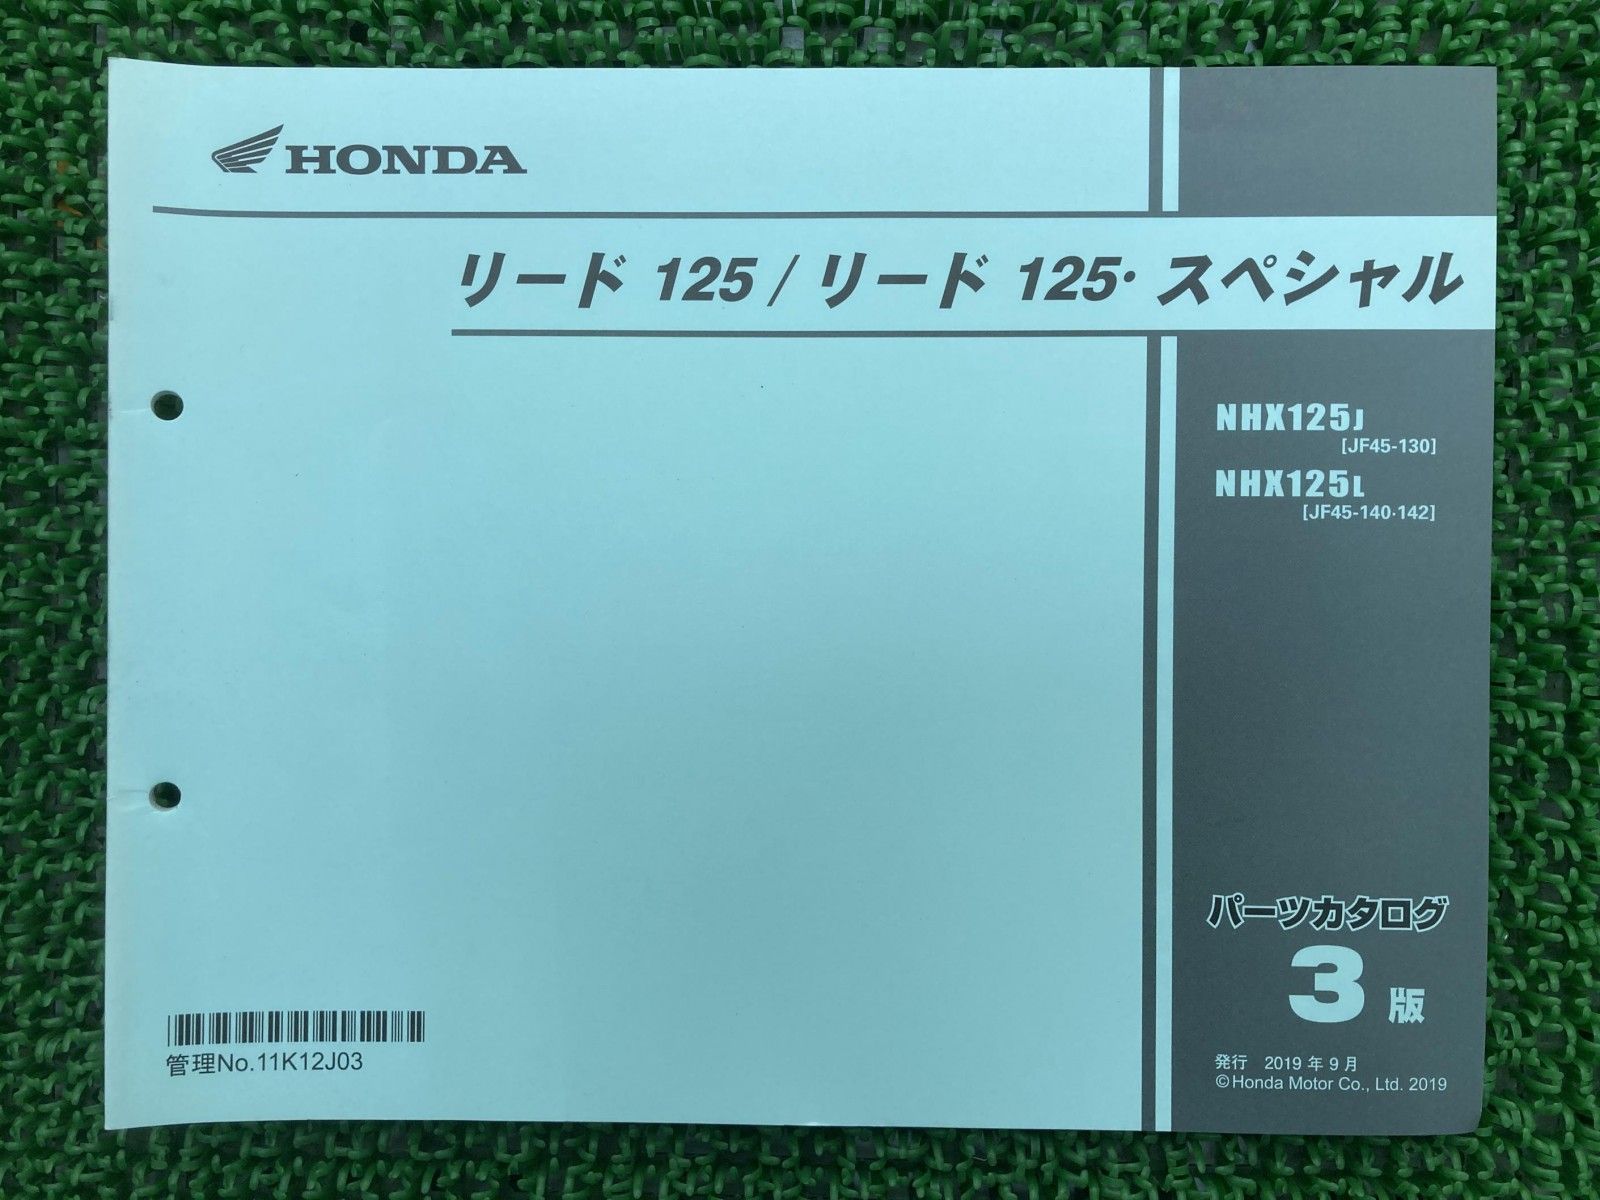 HONDA
リード 125 / リード 125・スペシャル
NHX125J
[JF45-130]
NHX125L
[JF45-140·142]
パーツカタログ
3 版
管理No.11K12J03
発行 2019 年 9 月
©Honda Motor Co., Ltd. 2019